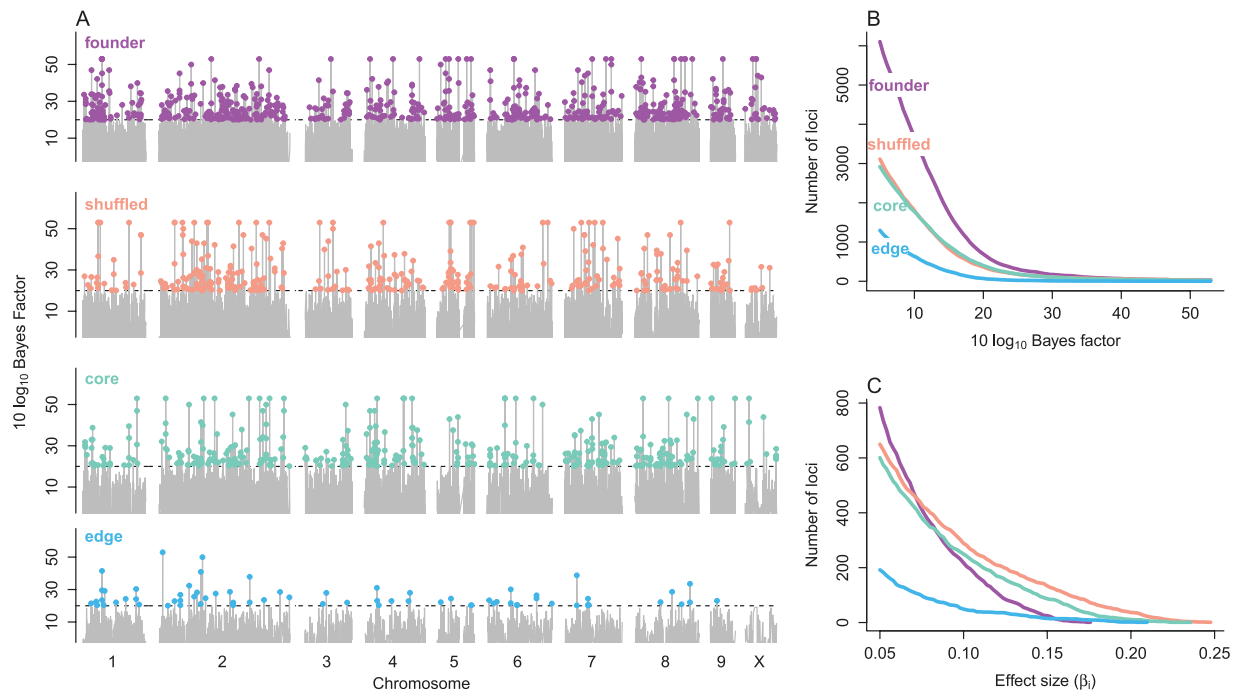 A
founder
50
30
10
shuffled
50
30
10
core
50
30
10
edge
50
30
10
10 log₁₀ Bayes Factor
1 2 3 4 5 6 7 8 9 X
Chromosome
B
Number of loci
5000
3000
1000
0
founder
shuffled
core
edge
10 20 30 40 50
10 log₁₀ Bayes factor
C
Number of loci
800
600
400
200
0
0.05 0.10 0.15 0.20 0.25
Effect size (βᵢ)